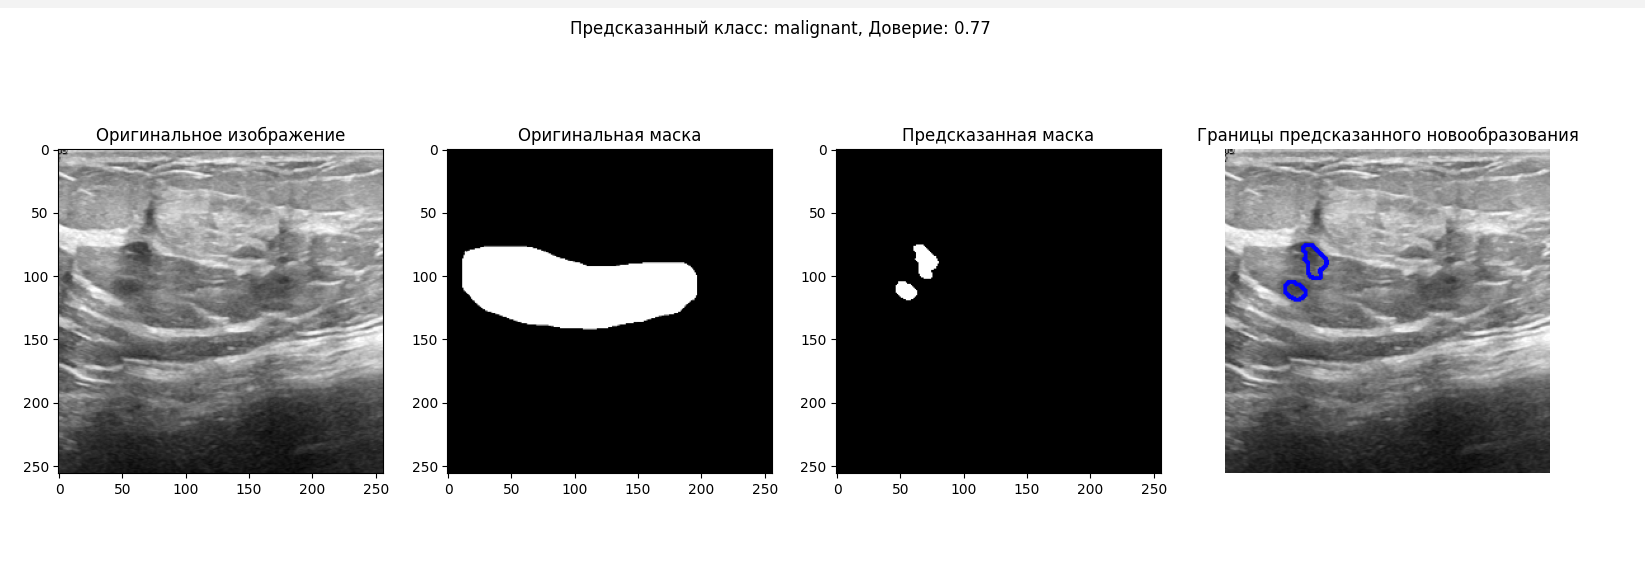 Предсказанный класс: malignant, Доверие: 0.77
Оригинальное изображение
0
50
100
150
200
250
0 50 100 150 200 250
Оригинальная маска
0
50
100
150
200
250
0 50 100 150 200 250
Предсказанная маска
0
50
100
150
200
250
0 50 100 150 200 250
Границы предсказанного новообразования